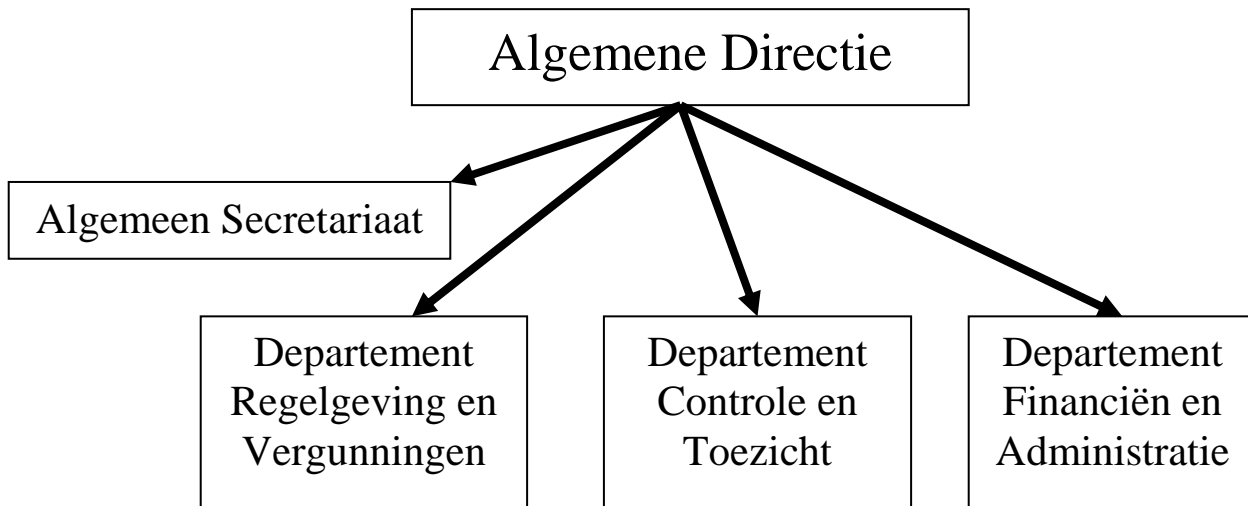 Algemene Directie
Algemeen Secretariaat
Departement
Regelgeving en
Vergunningen
Departement
Controle en
Toezicht
Departement
Financiën en
Administratie